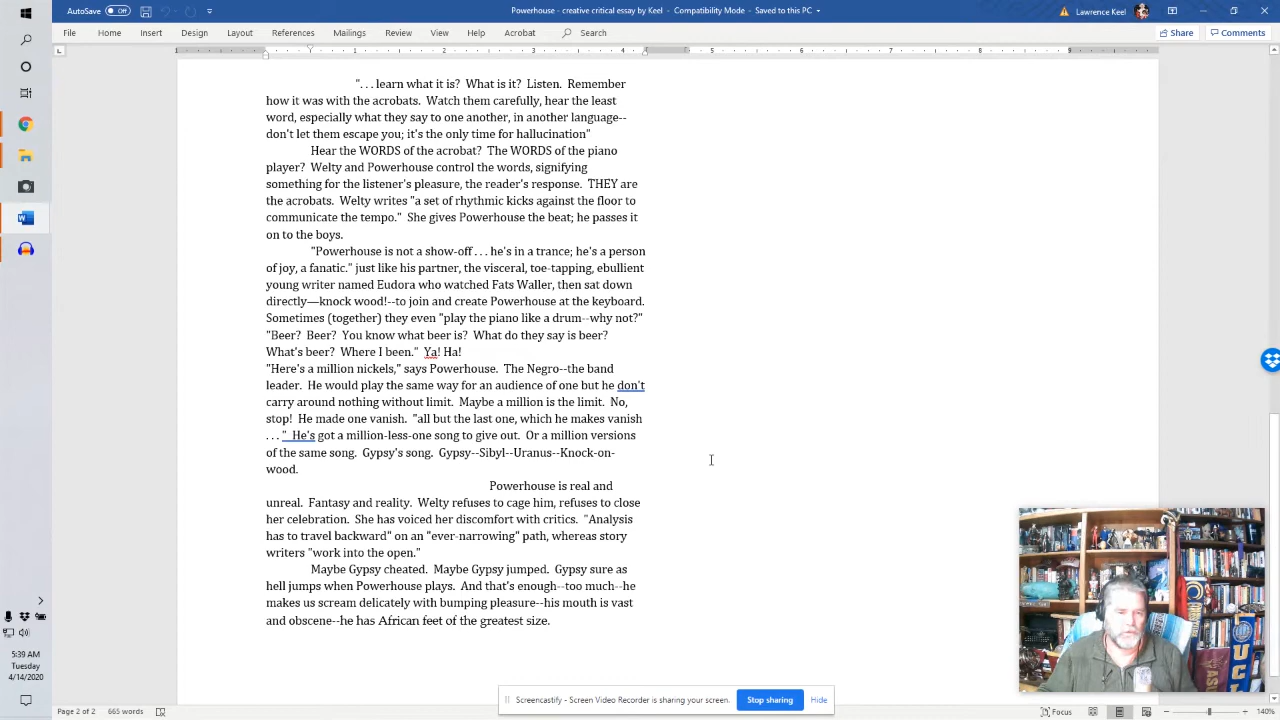 AutoSave Off
Powerhouse - creative critical essay by Keel - Compatibility Mode - Saved to this PC
Lawrence Keel
File Home Insert Design Layout References Mailings Review View Help Acrobat Search
Share Comments
1 1 2 3 4 5 6 7 8 9
". . . learn what it is? What is it? Listen. Remember
how it was with the acrobats. Watch them carefully, hear the least
word, especially what they say to one another, in another language--
don't let them escape you; it's the only time for hallucination"
Hear the WORDS of the acrobat? The WORDS of the piano
player? Welty and Powerhouse control the words, signifying
something for the listener's pleasure, the reader's response. THEY are
the acrobats. Welty writes "a set of rhythmic kicks against the floor to
communicate the tempo." She gives Powerhouse the beat; he passes it
on to the boys.
"Powerhouse is not a show-off . . . he's in a trance; he's a person
of joy, a fanatic." just like his partner, the visceral, toe-tapping, ebullient
young writer named Eudora who watched Fats Waller, then sat down
directly—knock wood!--to join and create Powerhouse at the keyboard.
Sometimes (together) they even "play the piano like a drum--why not?"
"Beer? Beer? You know what beer is? What do they say is beer?
What's beer? Where I been." Ya! Ha!
"Here's a million nickels," says Powerhouse. The Negro--the band
leader. He would play the same way for an audience of one but he don't
carry around nothing without limit. Maybe a million is the limit. No,
stop! He made one vanish. "all but the last one, which he makes vanish
. . . " He's got a million-less-one song to give out. Or a million versions
of the same song. Gypsy's song. Gypsy--Sibyl--Uranus--Knock-on-
wood.
Powerhouse is real and
unreal. Fantasy and reality. Welty refuses to cage him, refuses to close
her celebration. She has voiced her discomfort with critics. "Analysis
has to travel backward" on an "ever-narrowing" path, whereas story
writers "work into the open."
Maybe Gypsy cheated. Maybe Gypsy jumped. Gypsy sure as
hell jumps when Powerhouse plays. And that's enough--too much--he
makes us scream delicately with bumping pleasure--his mouth is vast
and obscene--he has African feet of the greatest size.
5:39 AM
Tuesday
4/14/2020
Screencastify - Screen Video Recorder is sharing your screen. Stop sharing Hide
Page 2 of 2 665 words
Focus
140%